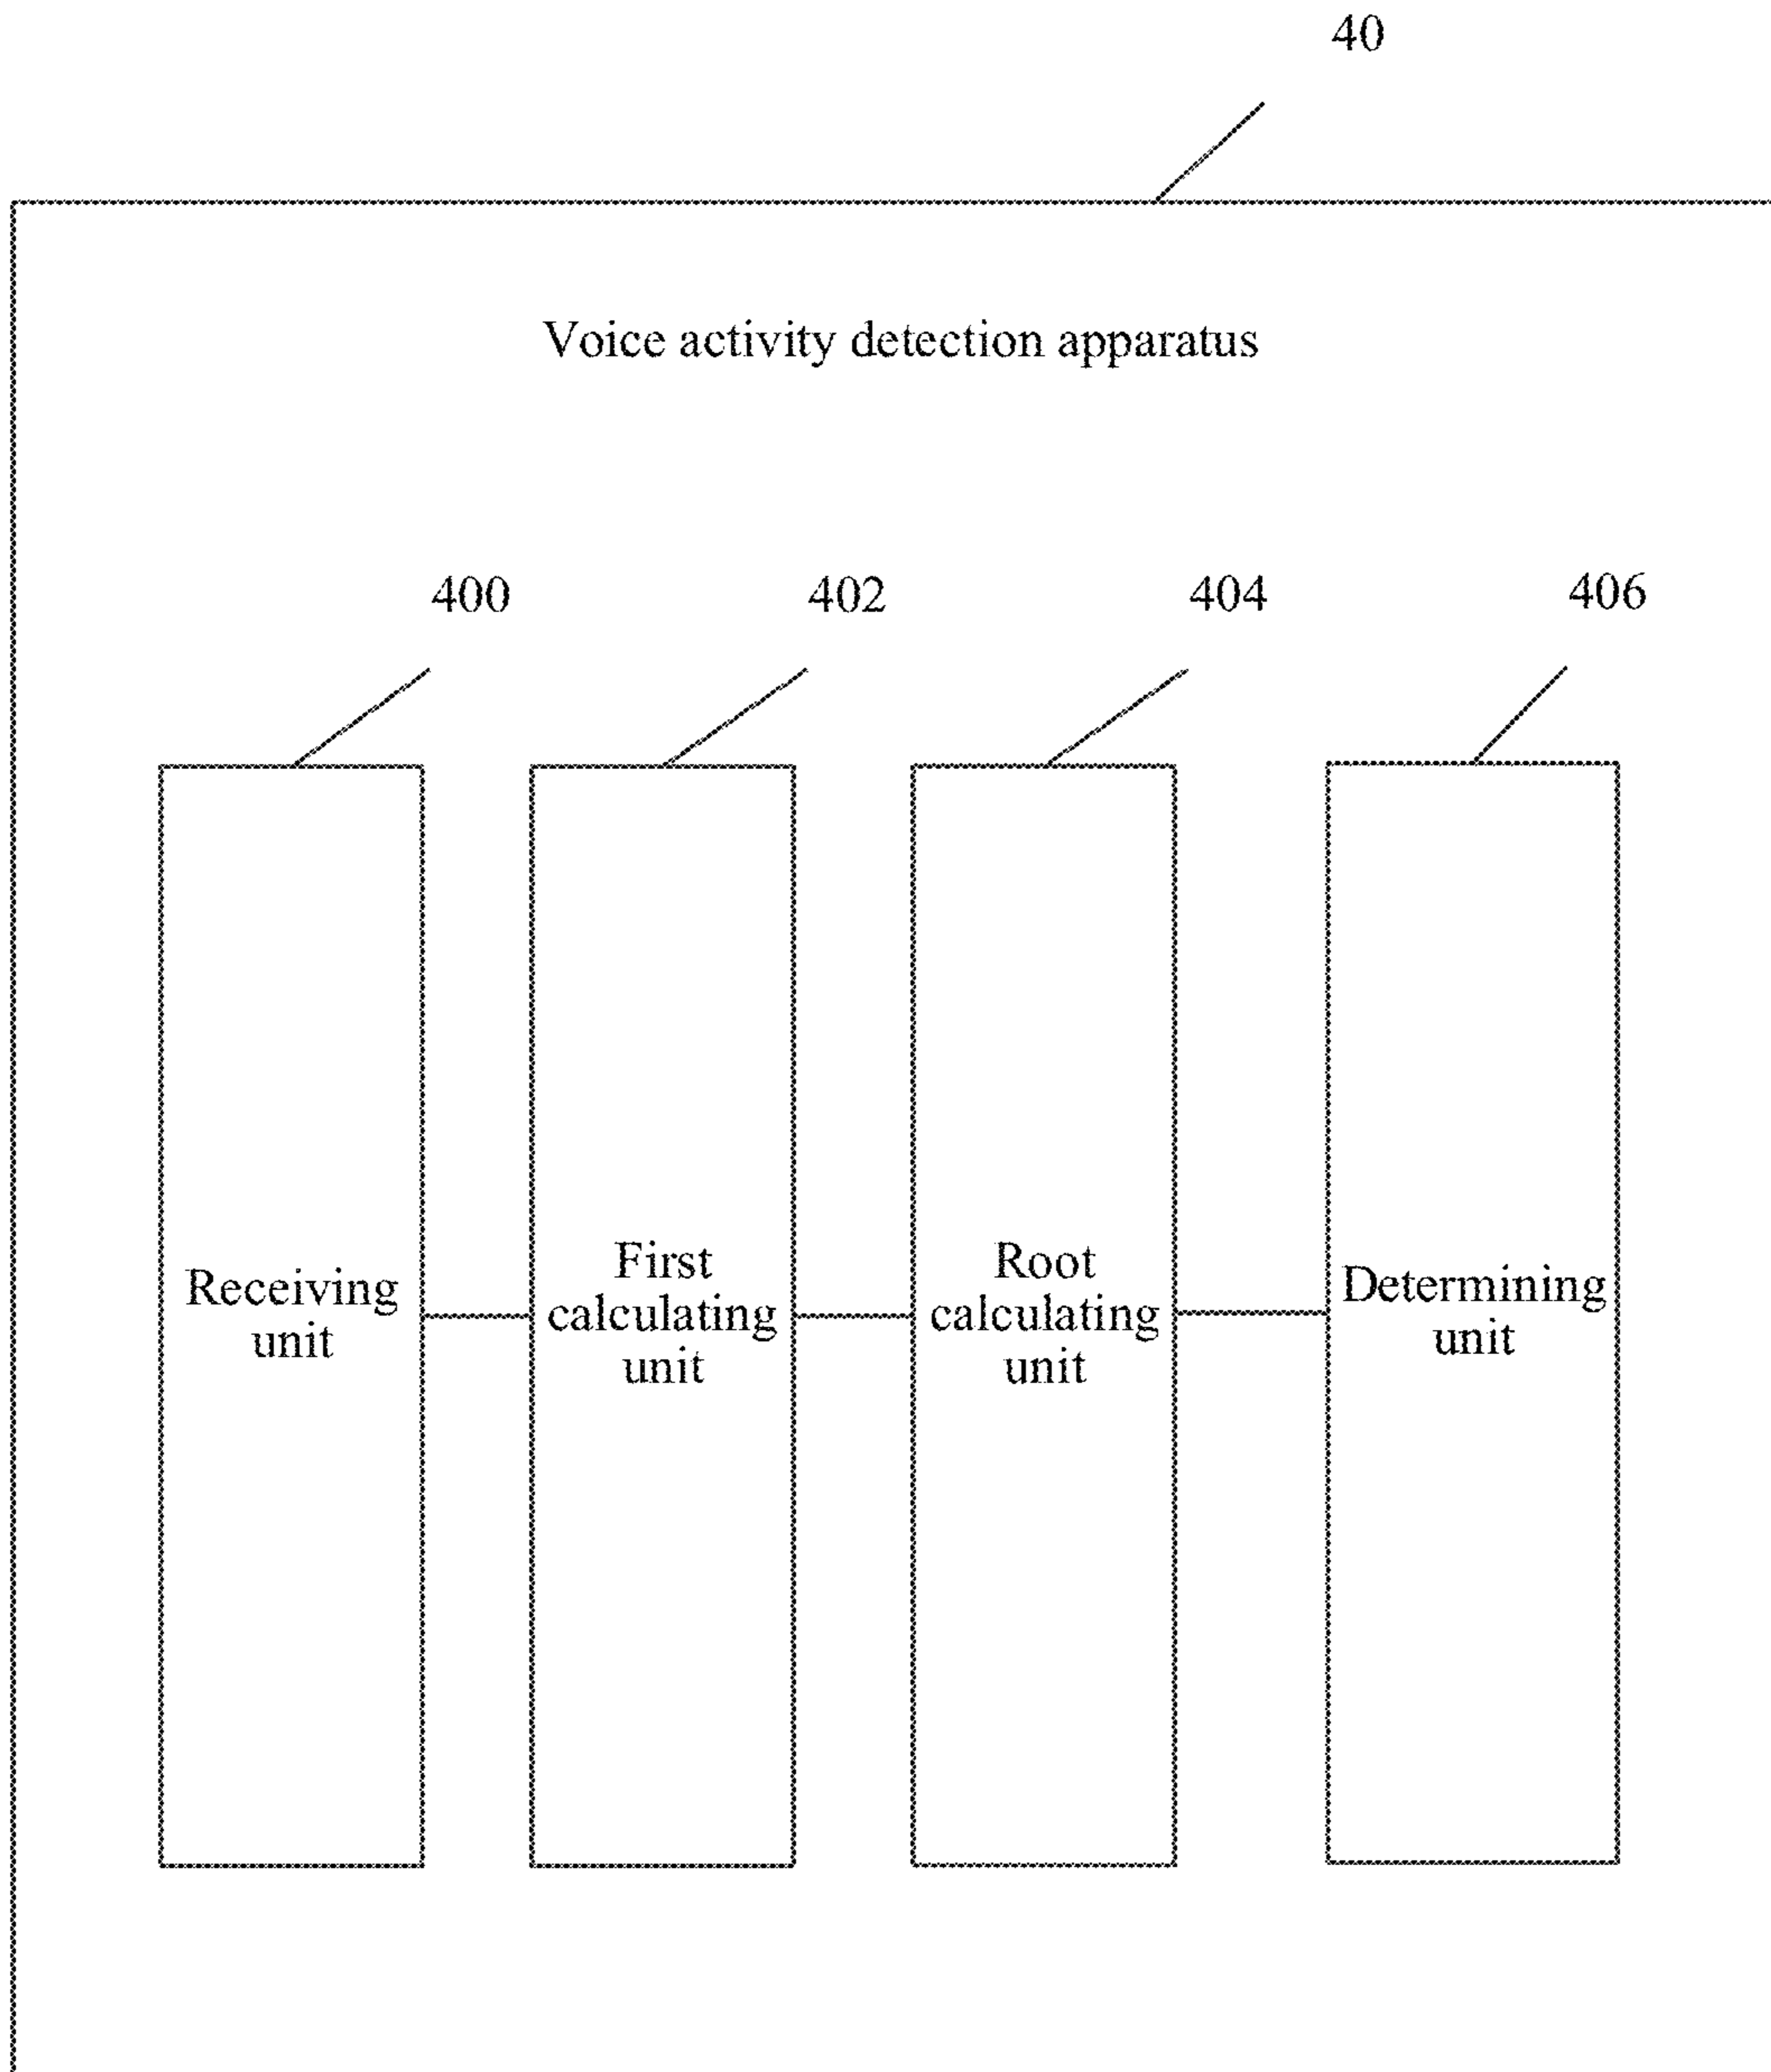 40
Voice activity detection apparatus
400
402
404
406
Receiving
unit
First
calculating
unit
Root
calculating
unit
Determining
unit